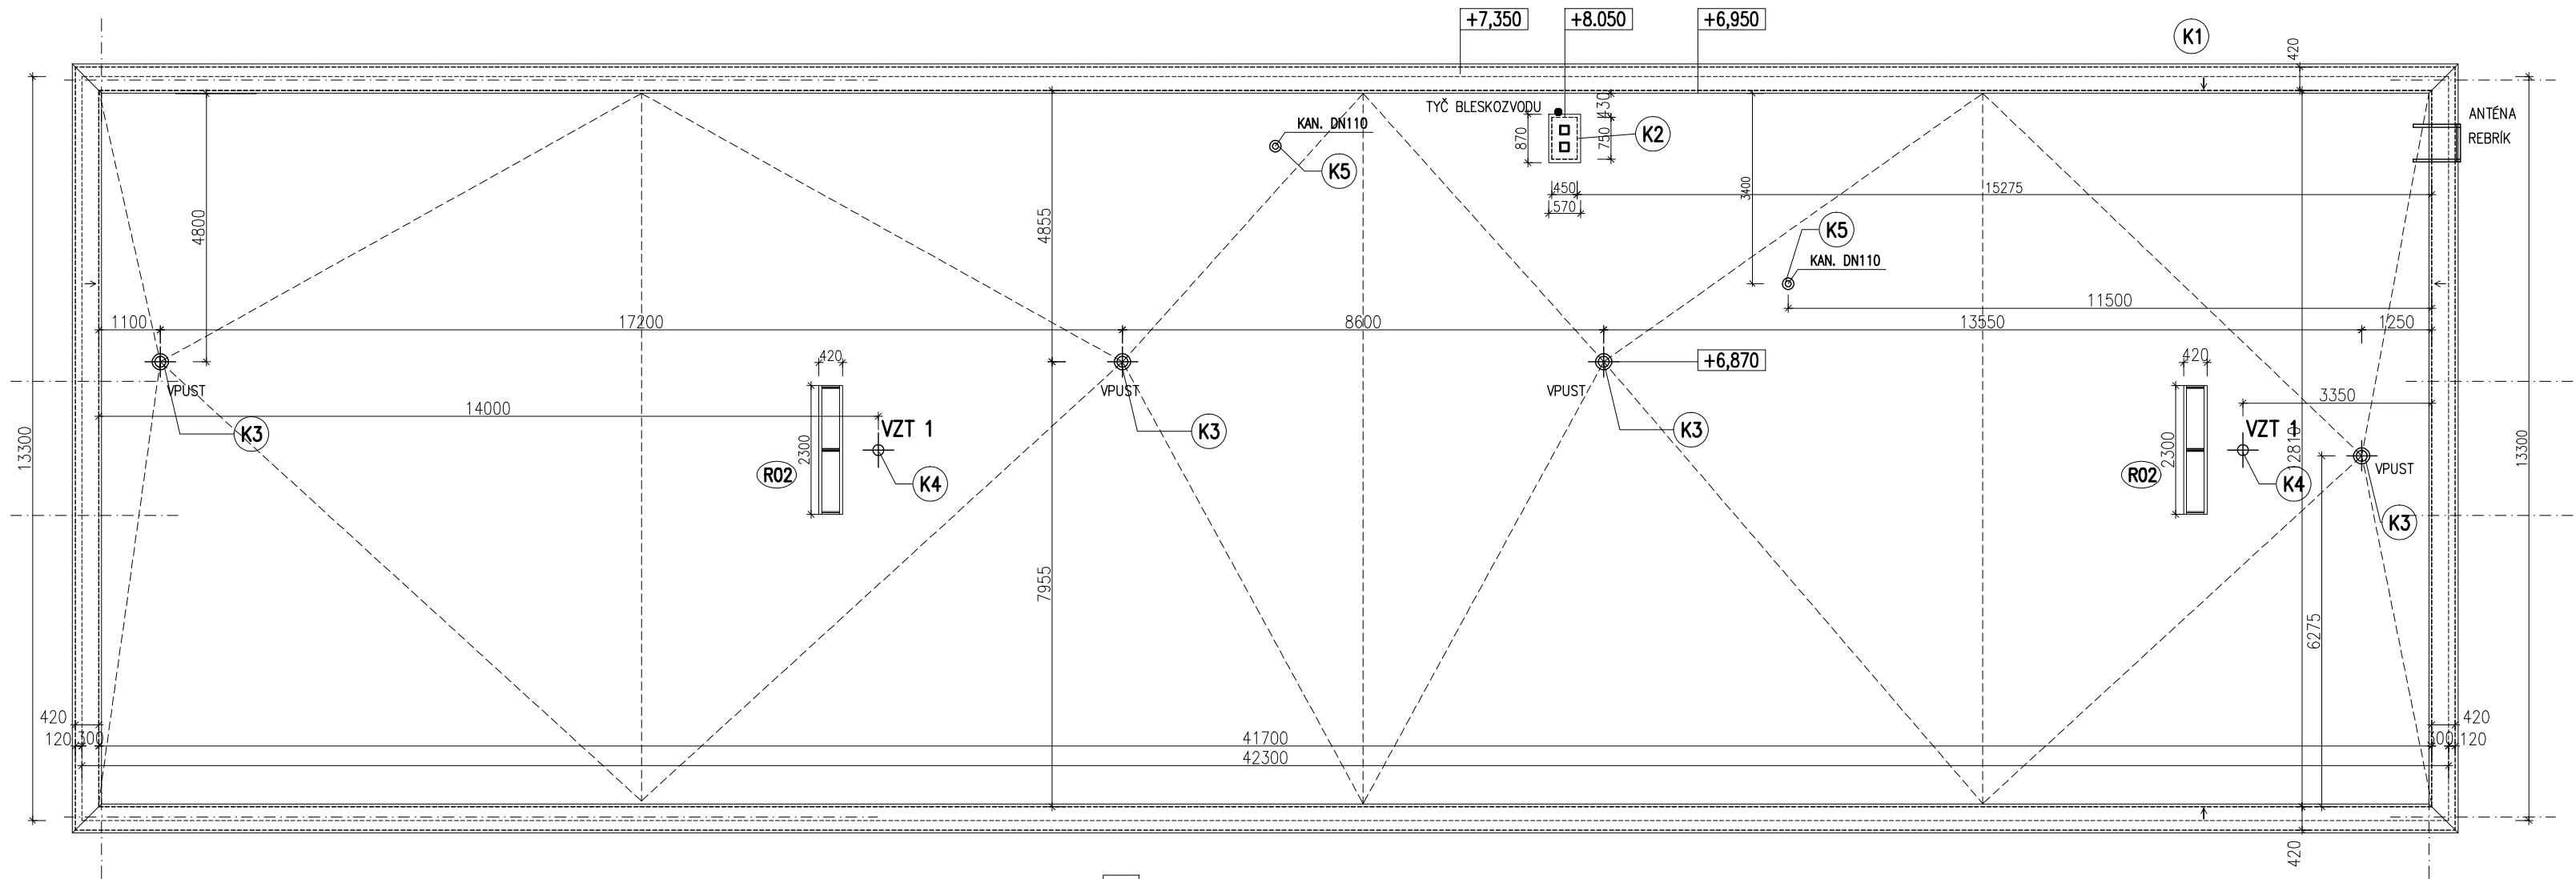 +7,350
+8.050
+6,950
K1
420
TYČ BLESKOZVODU
430
ANTÉNA
REBRÍK
KAN. DN110
K5
870
750
K2
450
570
15275
3400
4800
4855
K5
KAN. DN110
11500
1100
17200
8600
13550
1250
VPUST
K3
420
VPUST
K3
VPUST
K3
+6,870
420
3350
14000
VZT 1
2300
R02
K4
VZT 1
2300
R02
K4
12810
VPUST
K3
13300
13300
7955
6275
420
120
300
41700
42300
420
300
120
420